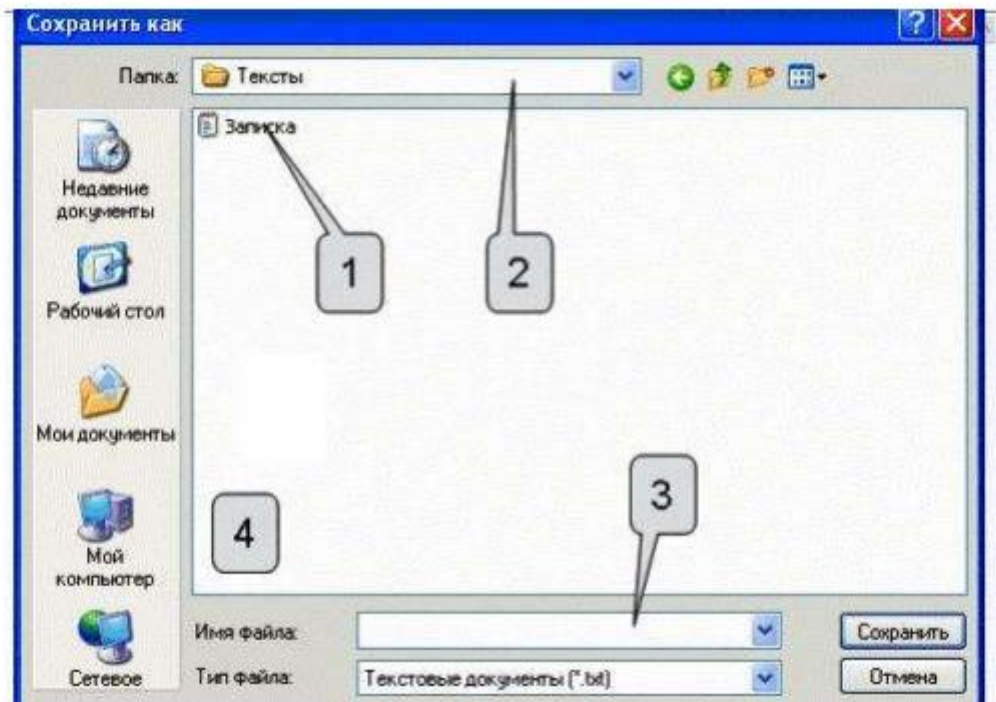 Сохранить как
Папка: Тексты
Записка
Недавние
документы
1
2
Рабочий стол
Мои документы
3
4
Мой
компьютер
Имя файла:
Сохранить
Сетевое
Тип файла: Текстовые документы (*.txt)
Отмена